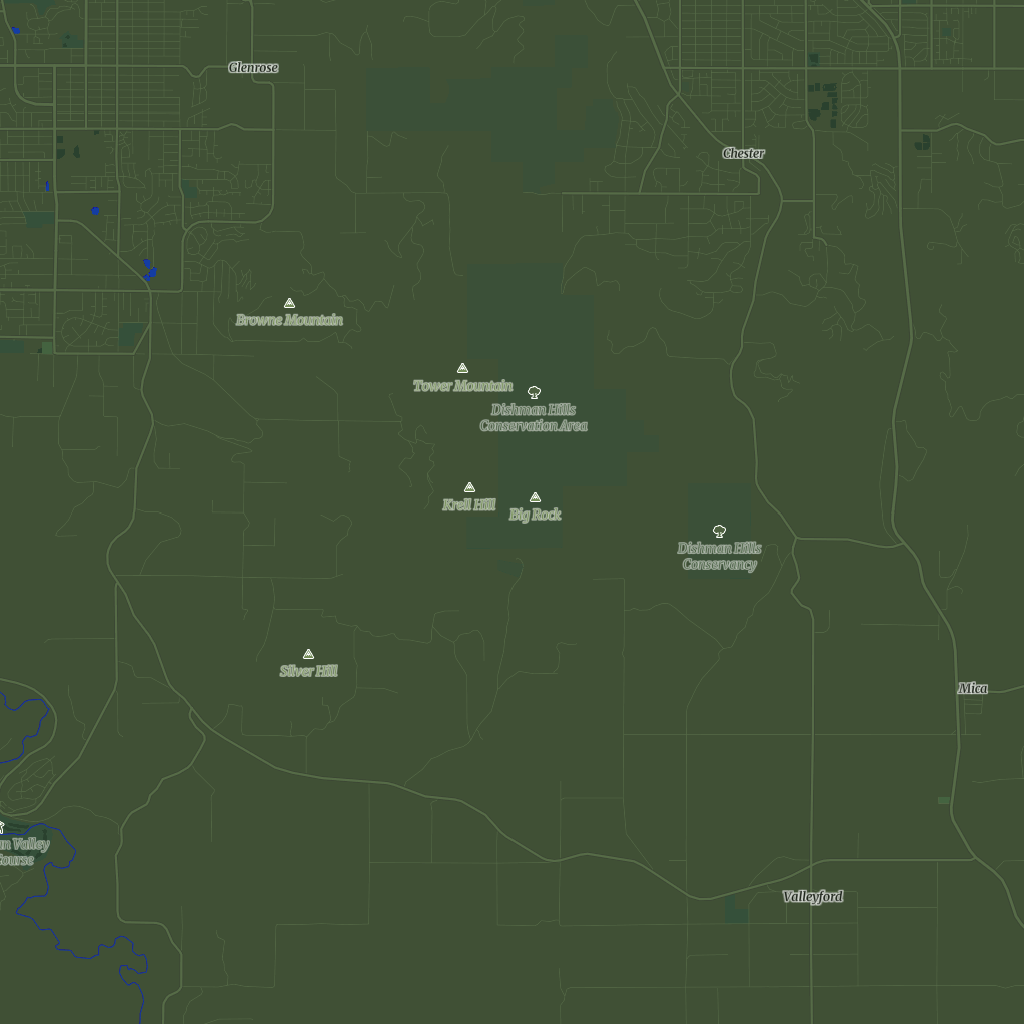 Glenrose
Chester
Browne Mountain
Tower Mountain
Dishman Hills
Conservation Area
Krell Hill
Big Rock
Dishman Hills
Conservancy
Silver Hill
Mica
Valley
Valleyford